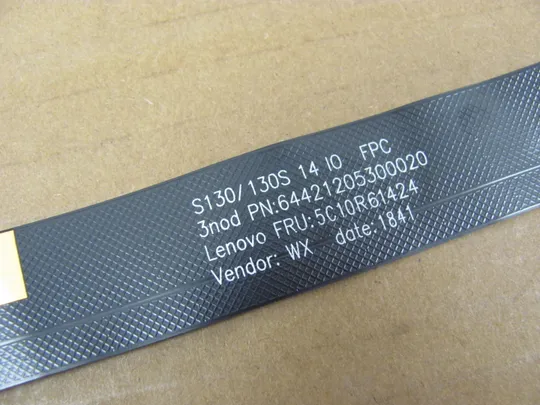 S130/130S 14 IO FPC
3nod PN:64421205300020
Lenovo FRU:5C10R61424
Vendor: WX date:1841